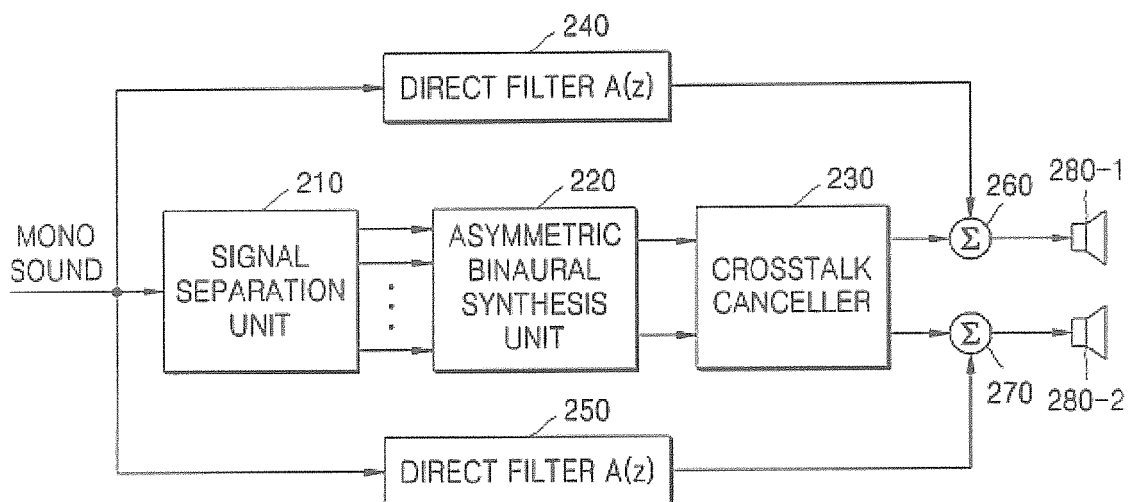 240
DIRECT FILTER A(z)
210
220
230
260
280-1
MONO
SOUND
SIGNAL
SEPARATION
UNIT
ASYMMETRIC
BINAURAL
SYNTHESIS
UNIT
CROSSTALK
CANCELLER
Σ
Σ
270
280-2
250
DIRECT FILTER A(z)